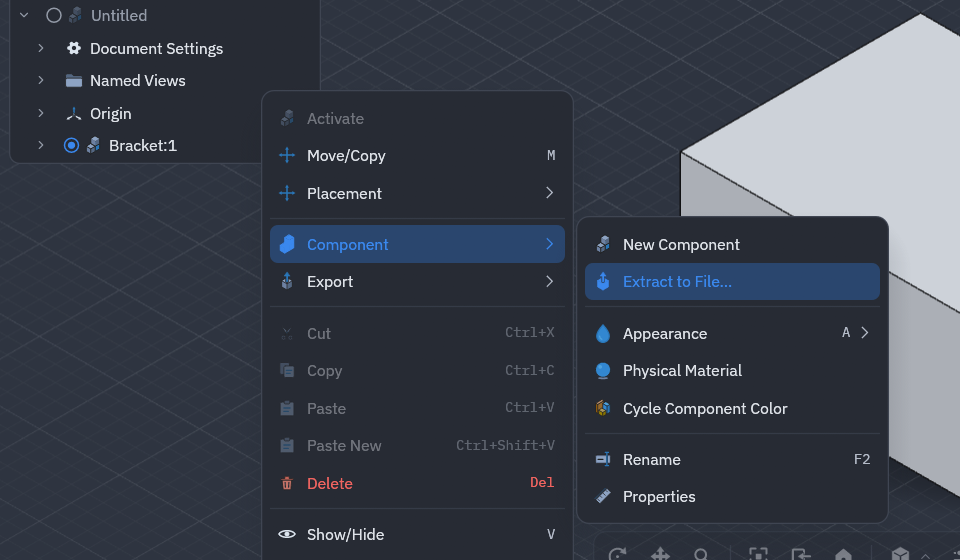 Untitled
Document Settings
Named Views
Origin
Bracket:1
Activate
Move/Copy M
Placement
Component
Export
Cut Ctrl+X
Copy Ctrl+C
Paste Ctrl+V
Paste New Ctrl+Shift+V
Delete Del
Show/Hide V
New Component
Extract to File...
Appearance A
Physical Material
Cycle Component Color
Rename F2
Properties